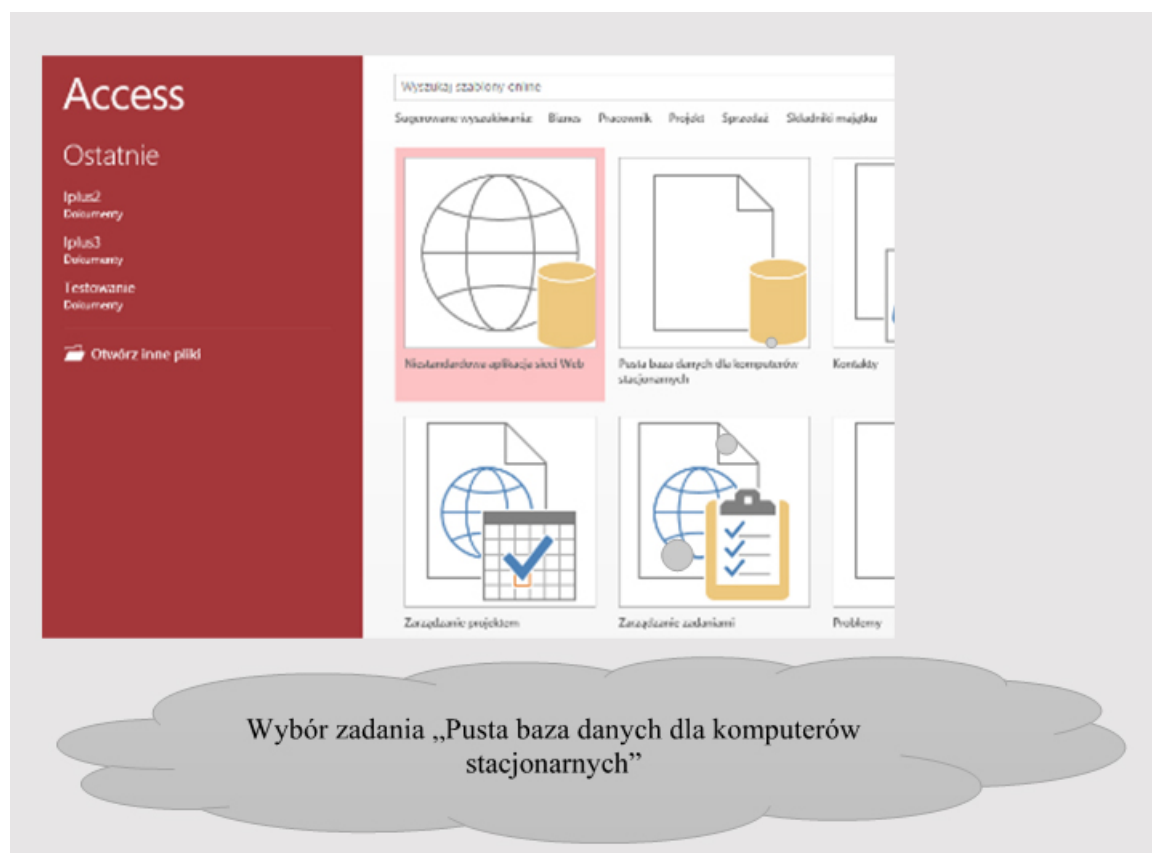 Access
Ostatnie
Iplus2
Dokumenty
Iplus3
Dokumenty
Testowanie
Dokumenty
Otwórz inne pliki
Wyszukaj szablony online
Sugerowane wyszukiwania: Biznes Pracownik Projekt Sprzedaż Składniki majątku
Niestandardowa aplikacja sieci Web
Pusta baza danych dla komputerów
stacjonarnych
Kontakty
Zarządzanie projektem
Zarządzanie zadaniami
Problemy
Wybór zadania „Pusta baza danych dla komputerów
stacjonarnych”